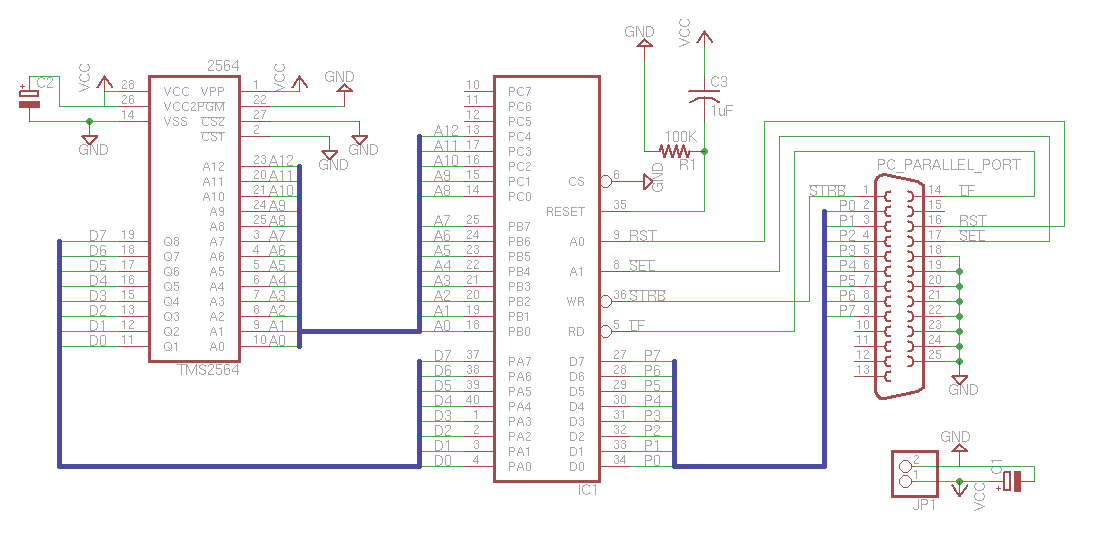 2564
VCC
C2
+
28 VCC VPP 1
VCC
GND
26 VCC2 PGM 22
14 VSS CS2 27
CST 2
GND
GND
GND
A12 23 A12
A11 20 A11
A10 21 A10
A9 24 A9
A8 25 A8
D7 19 Q8 A7 3 A7
D6 18 Q7 A6 4 A6
D5 17 Q6 A5 5 A5
D4 16 Q5 A4 6 A4
D3 15 Q4 A3 7 A3
D2 13 Q3 A2 8 A2
D1 12 Q2 A1 9 A1
D0 11 Q1 A0 10 A0
TMS2564
10 PC7
11 PC6
12 PC5
A12 13 PC4
A11 17 PC3
A10 16 PC2
A9 15 PC1
A8 14 PC0
A7 25 PB7
A6 24 PB6
A5 23 PB5
A4 22 PB4
A3 21 PB3
A2 20 PB2
A1 19 PB1
A0 18 PB0
D7 37 PA7
D6 38 PA6
D5 39 PA5
D4 40 PA4
D3 1 PA3
D2 2 PA2
D1 3 PA1
D0 4 PA0
CS 6
GND
RESET 35
A0 9 RST
A1 8 SEL
WR 36 STRB
RD 5 LF
D7 27 P7
D6 28 P6
D5 29 P5
D4 30 P4
D3 31 P3
D2 32 P2
D1 33 P1
D0 34 P0
IC1
GND
VCC
C3
1uF
100K
R1
PC_PARALLEL_PORT
STRB 1
P0 2
P1 3
P2 4
P3 5
P4 6
P5 7
P6 8
P7 9
10
11
12
13
14 LF
15
16 RST
17 SEL
18
19
20
21
22
23
24
25
GND
GND
2
1
JP1
VCC
C1
+